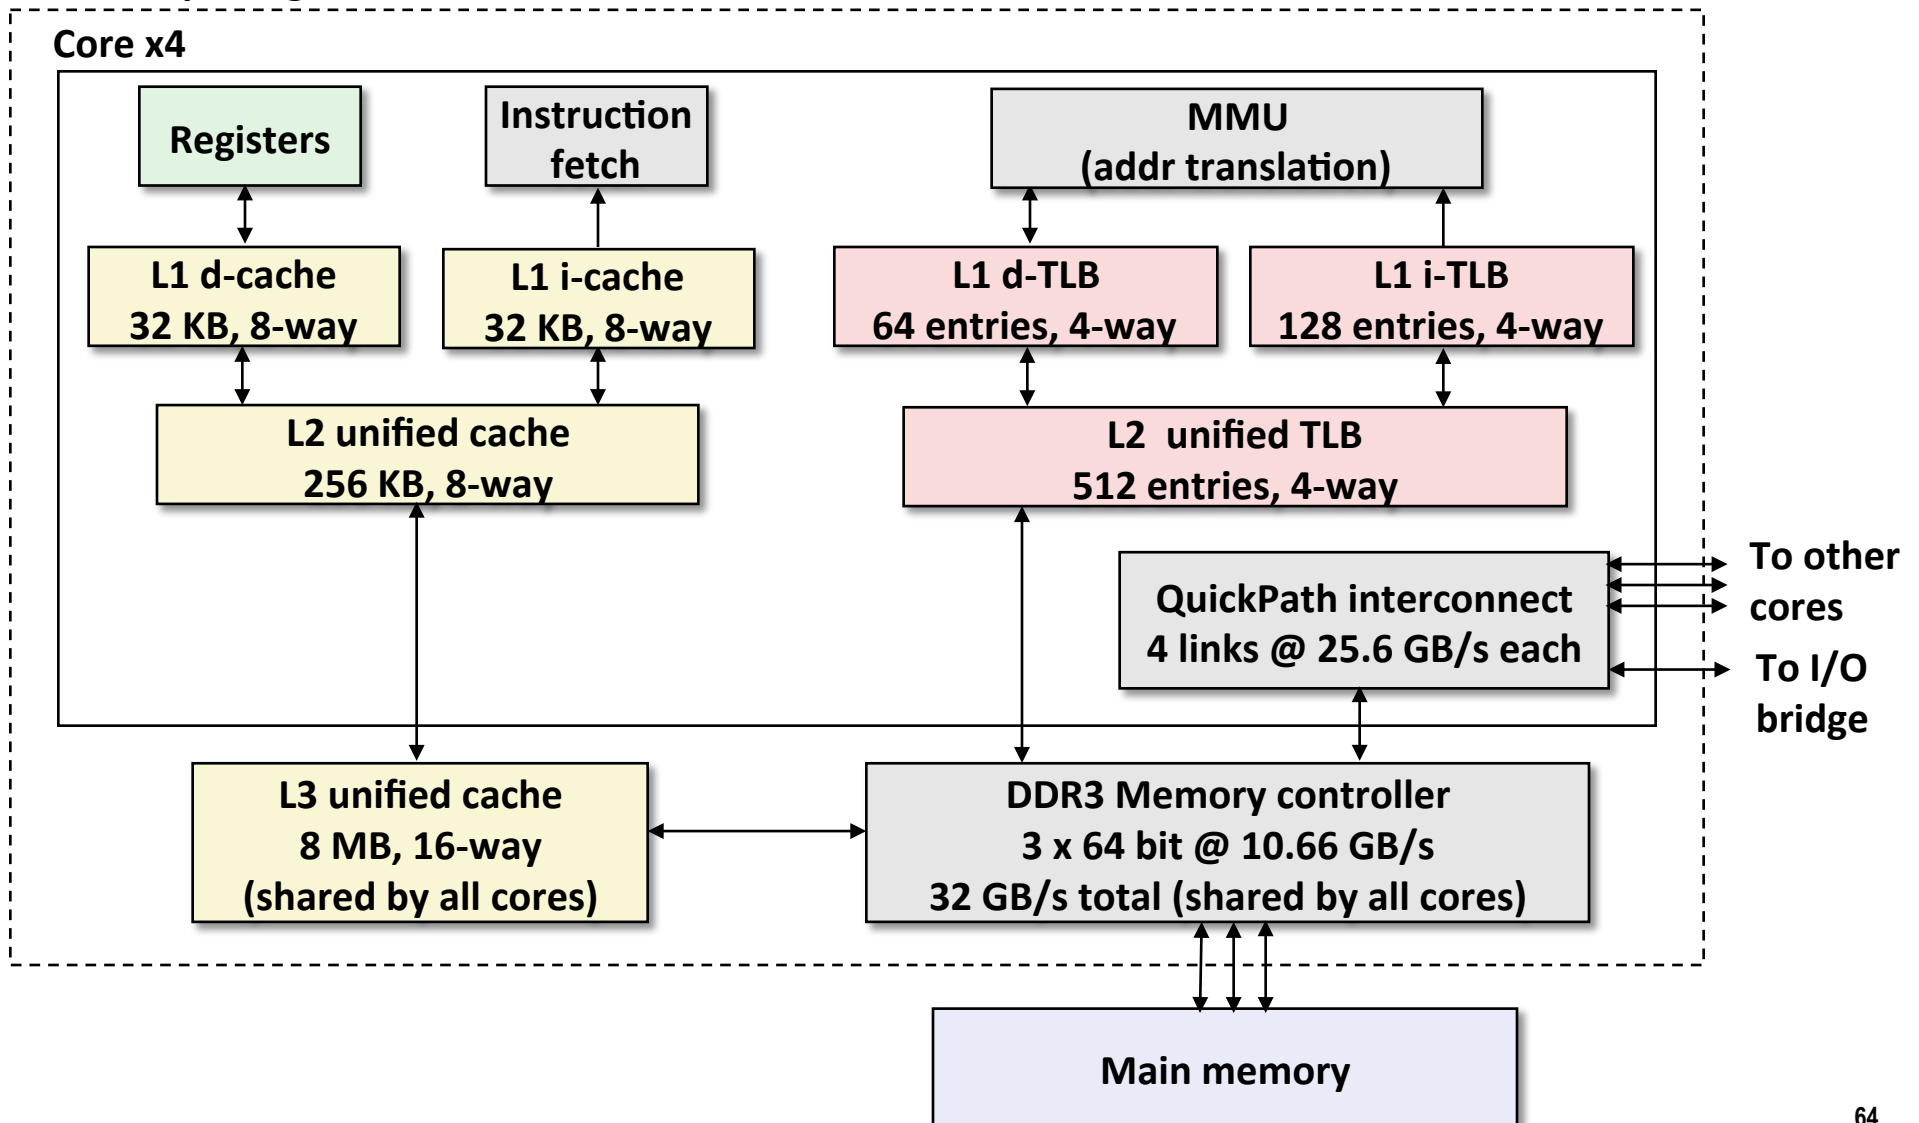 Core x4
Registers
Instruction
fetch
MMU
(addr translation)
L1 d-cache
32 KB, 8-way
L1 i-cache
32 KB, 8-way
L1 d-TLB
64 entries, 4-way
L1 i-TLB
128 entries, 4-way
L2 unified cache
256 KB, 8-way
L2 unified TLB
512 entries, 4-way
QuickPath interconnect
4 links @ 25.6 GB/s each
To other
cores
To I/O
bridge
L3 unified cache
8 MB, 16-way
(shared by all cores)
DDR3 Memory controller
3 x 64 bit @ 10.66 GB/s
32 GB/s total (shared by all cores)
Main memory
64